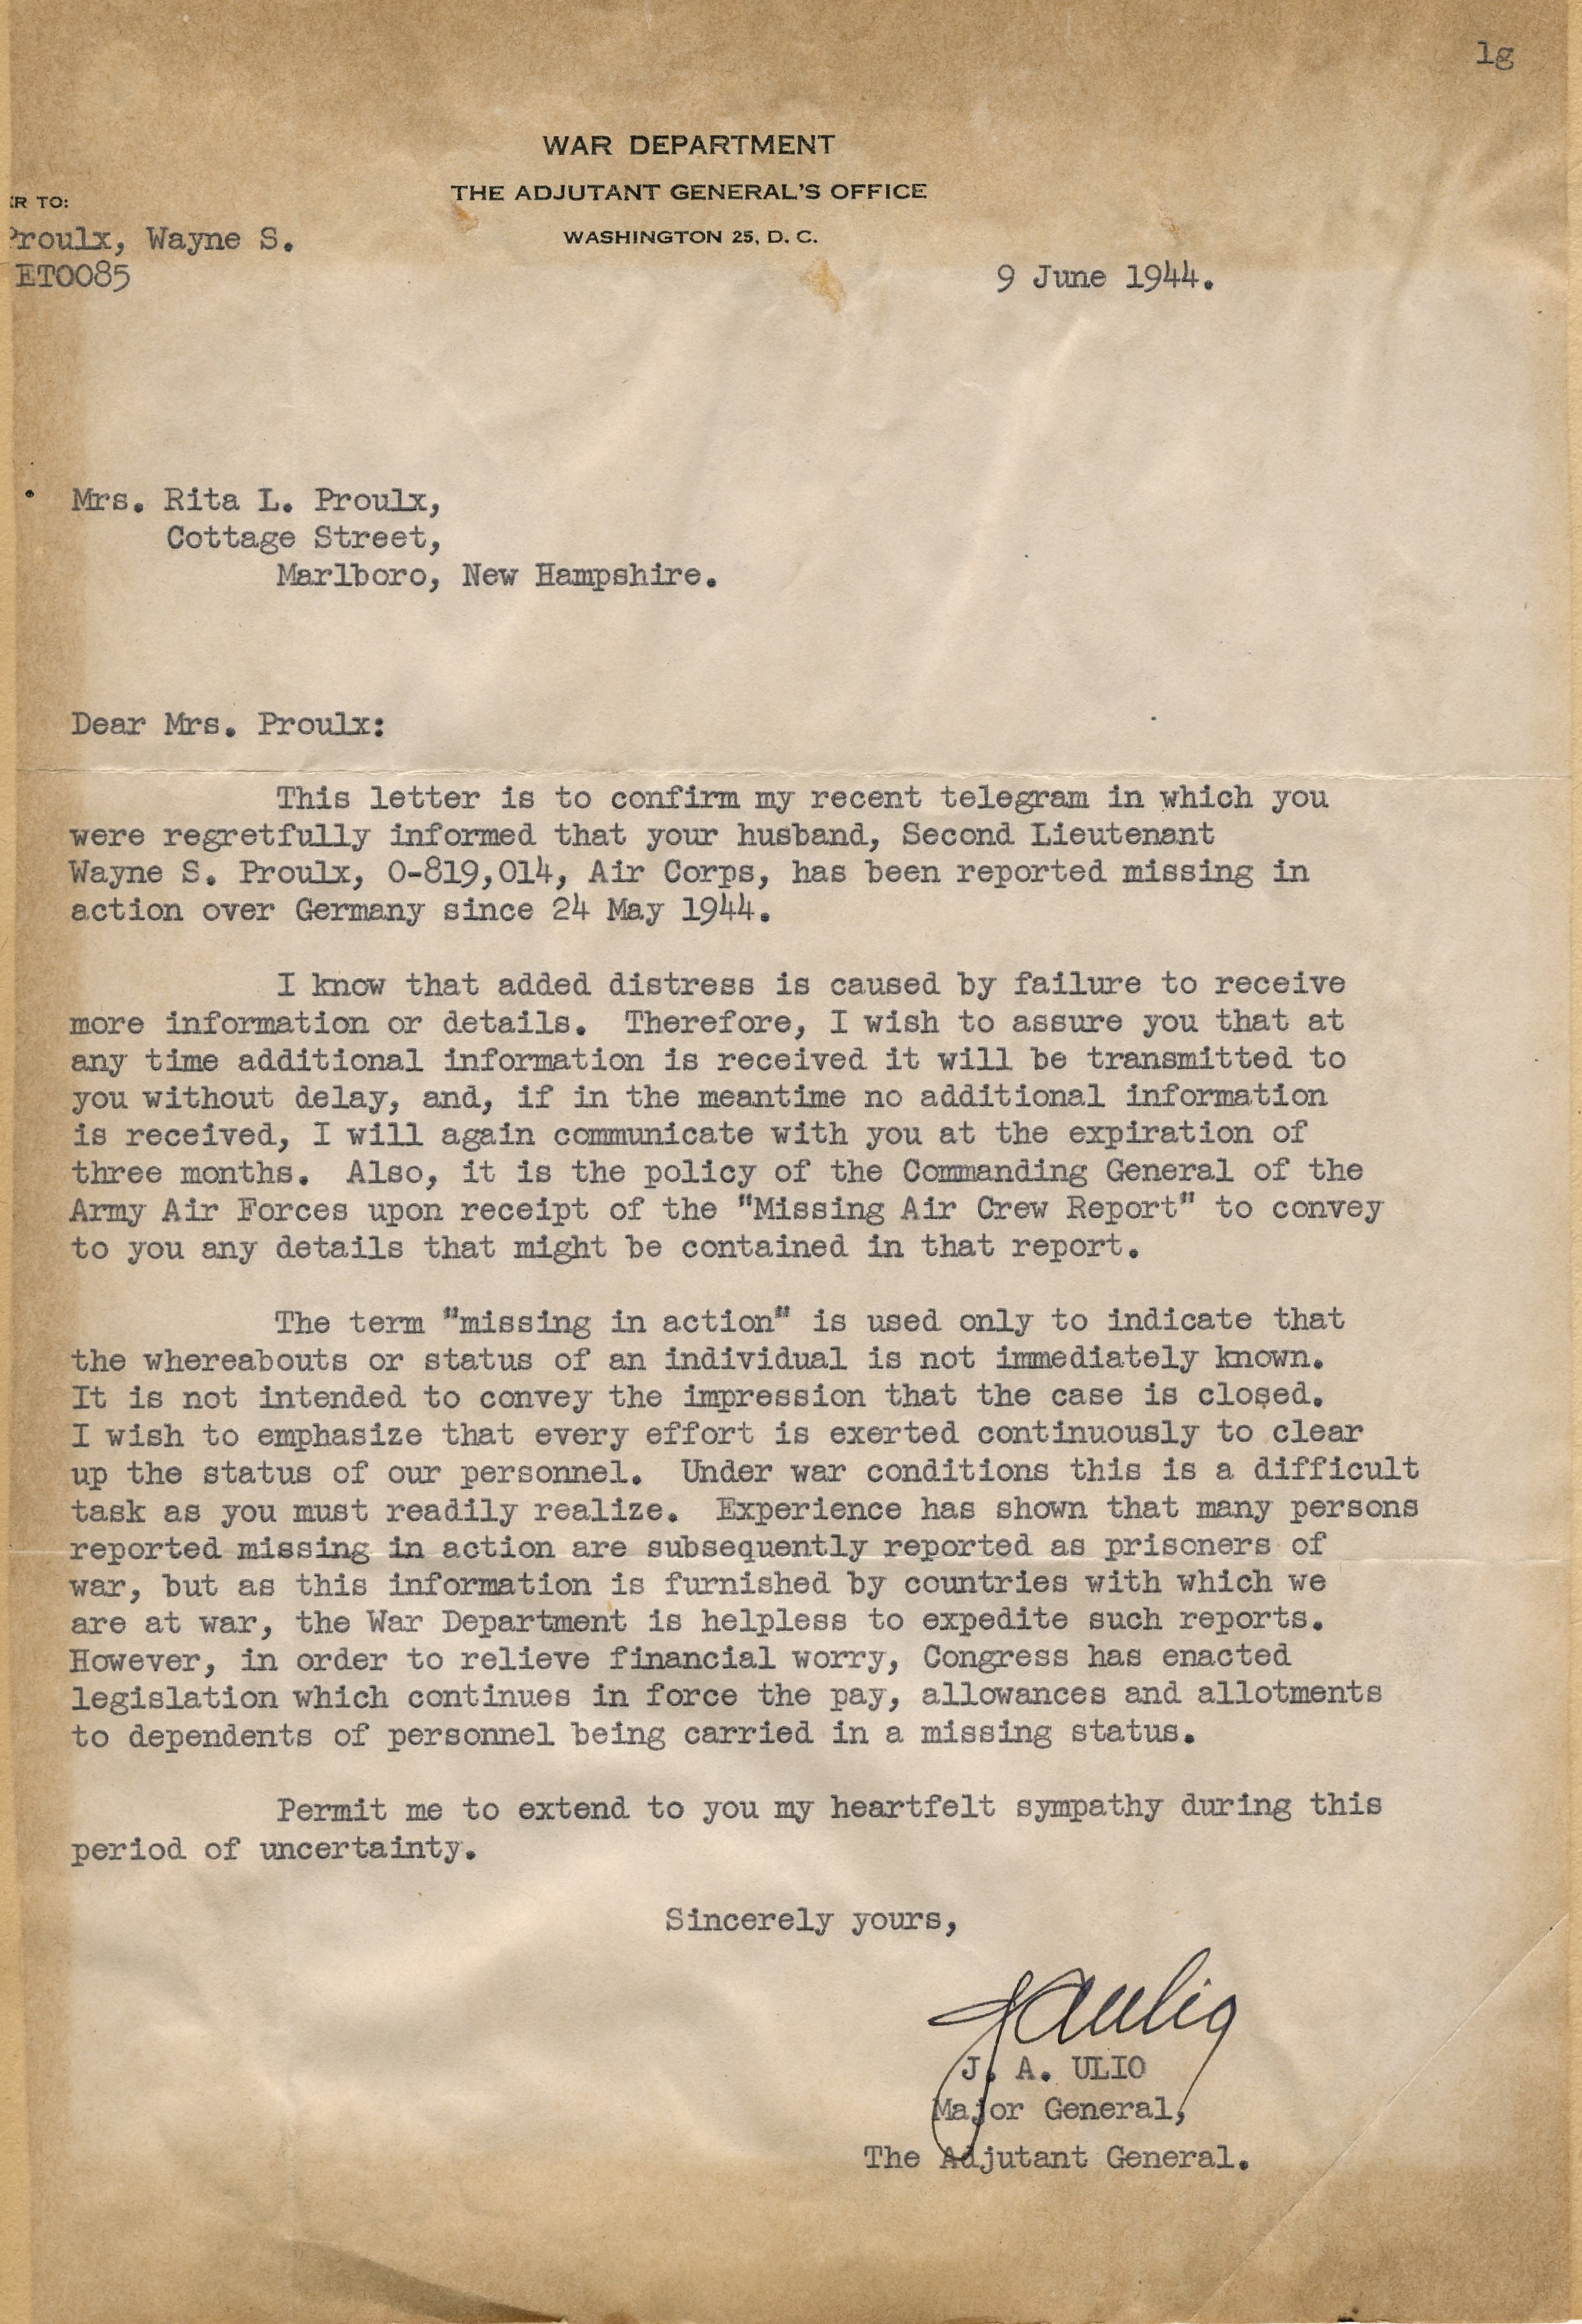 lg
WAR DEPARTMENT
THE ADJUTANT GENERAL'S OFFICE
WASHINGTON 25, D. C.
ER TO:
Proulx, Wayne S.
ETO085
9 June 1944.
Mrs. Rita L. Proulx,
Cottage Street,
Marlboro, New Hampshire.
Dear Mrs. Proulx:
This letter is to confirm my recent telegram in which you
were regretfully informed that your husband, Second Lieutenant
Wayne S. Proulx, O-819,014, Air Corps, has been reported missing in
action over Germany since 24 May 1944.
I know that added distress is caused by failure to receive
more information or details. Therefore, I wish to assure you that at
any time additional information is received it will be transmitted to
you without delay, and, if in the meantime no additional information
is received, I will again communicate with you at the expiration of
three months. Also, it is the policy of the Commanding General of the
Army Air Forces upon receipt of the "Missing Air Crew Report" to convey
to you any details that might be contained in that report.
The term "missing in action" is used only to indicate that
the whereabouts or status of an individual is not immediately known.
It is not intended to convey the impression that the case is closed.
I wish to emphasize that every effort is exerted continuously to clear
up the status of our personnel. Under war conditions this is a difficult
task as you must readily realize. Experience has shown that many persons
reported missing in action are subsequently reported as prisoners of
war, but as this information is furnished by countries with which we
are at war, the War Department is helpless to expedite such reports.
However, in order to relieve financial worry, Congress has enacted
legislation which continues in force the pay, allowances and allotments
to dependents of personnel being carried in a missing status.
Permit me to extend to you my heartfelt sympathy during this
period of uncertainty.
Sincerely yours,
JAUlio
J. A. ULIO
Major General,
The Adjutant General.